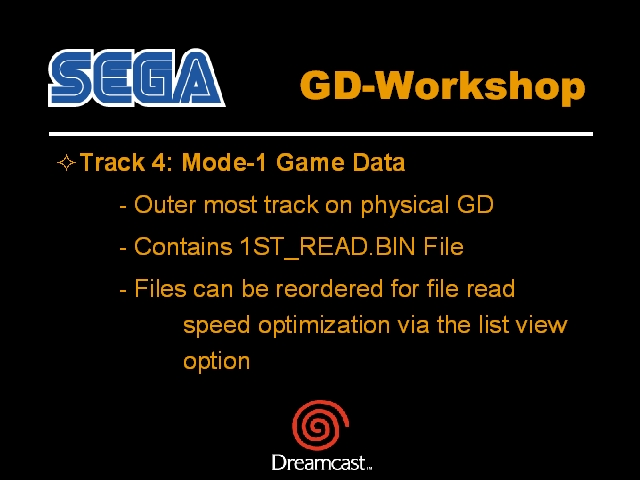 SEGA
GD-Workshop
Track 4: Mode-1 Game Data
- Outer most track on physical GD
- Contains 1ST_READ.BIN File
- Files can be reordered for file read
speed optimization via the list view
option
Dreamcast™